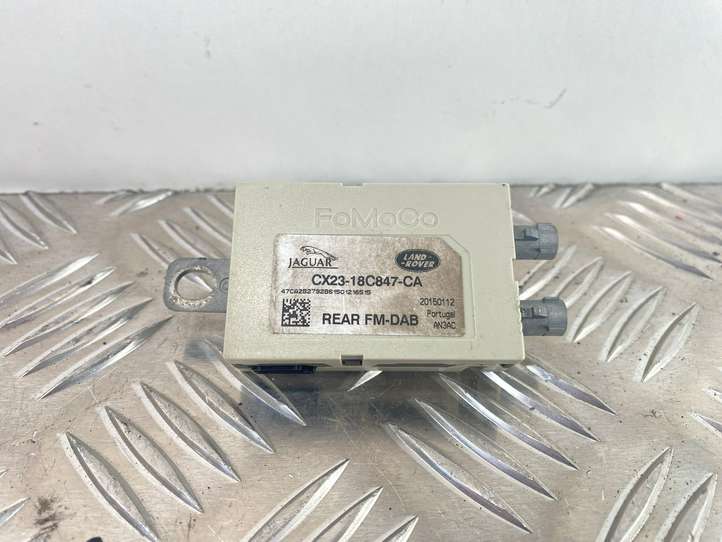 FoMoCo
JAGUAR
LAND-
ROVER
CX23-18C847-CA
20150112
REAR FM-DAB
Portugal
AN3AC